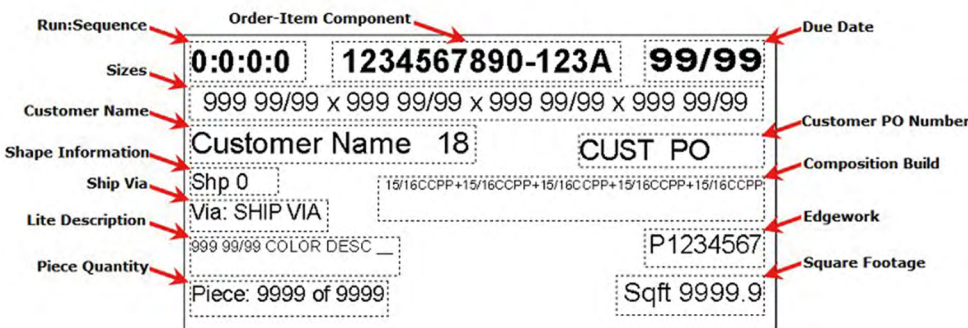 Order-Item Component
Run:Sequence
Due Date
0:0:0:0 1234567890-123A 99/99
Sizes
999 99/99 x 999 99/99 x 999 99/99 x 999 99/99
Customer Name
Customer Name 18
CUST PO
Customer PO Number
Shape Information
Shp 0
15/16CCPP+15/16CCPP+15/16CCPP+15/16CCPP+15/16CCPP
Composition Build
Ship Via
Via: SHIP VIA
Lite Description
999 99/99 COLOR DESC __
P1234567
Edgework
Piece Quantity
Piece: 9999 of 9999
Sqft 9999.9
Square Footage